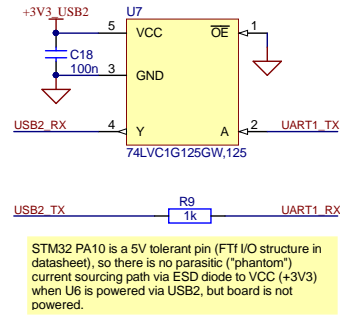 +3V3_USB2
U7
5 VCC OE 1
C18
100n
3 GND
USB2_RX 4 Y A 2 UART1_TX
74LVC1G125GW,125
R9
USB2_TX 1k UART1_RX
STM32 PA10 is a 5V tolerant pin (FTf I/O structure in
datasheet), so there is no parasitic ("phantom")
current sourcing path via ESD diode to VCC (+3V3)
when U6 is powered via USB2, but board is not
powered.